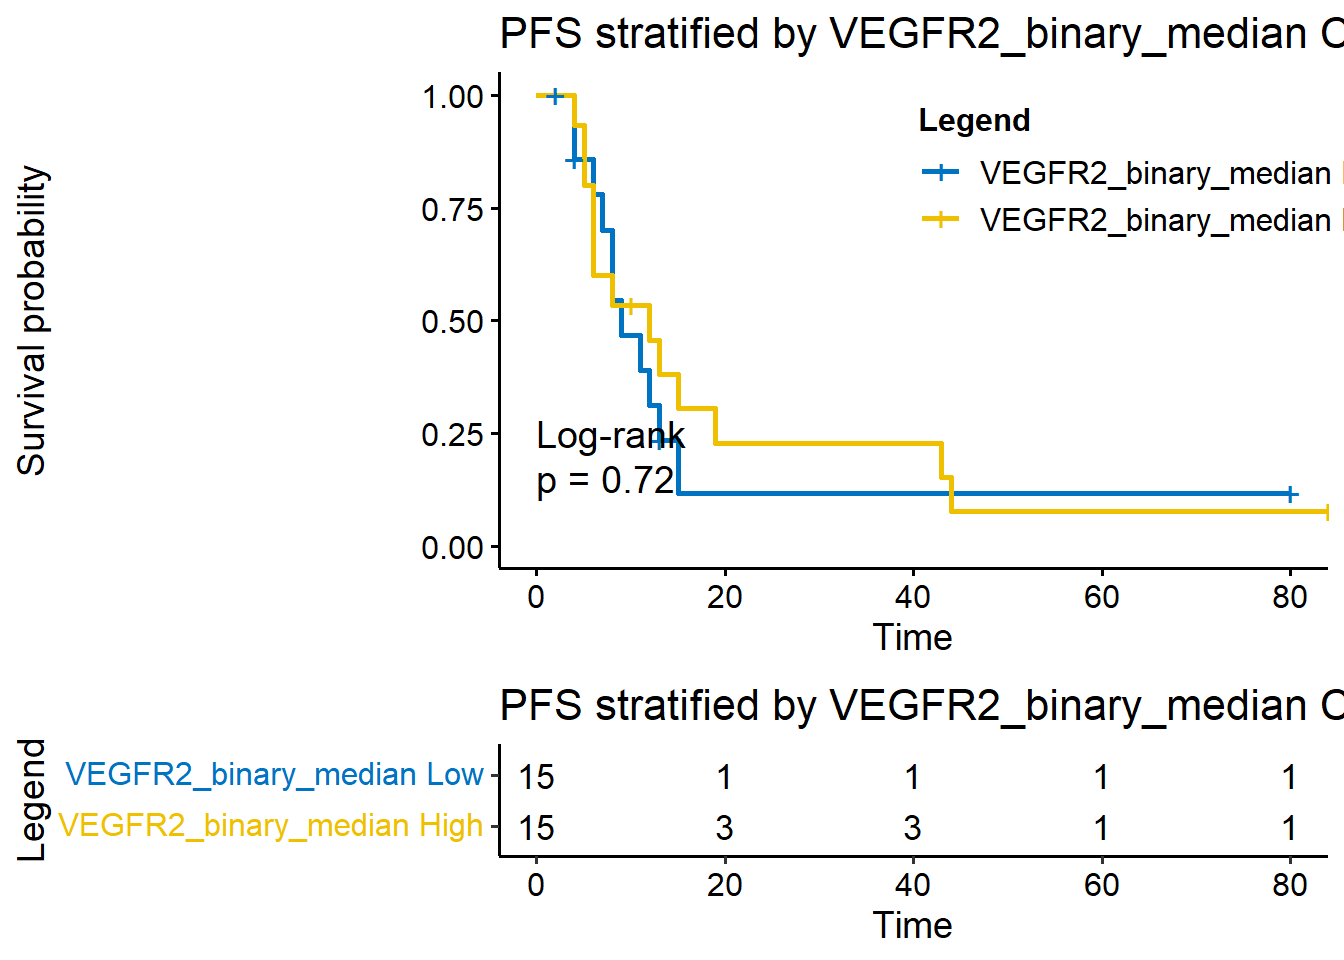 PFS stratified by VEGFR2_binary_median
Survival probability
1.00
0.75
0.50
0.25
0.00
Legend
VEGFR2_binary_median
VEGFR2_binary_median
Log-rank
p = 0.72
0 20 40 60 80
Time
PFS stratified by VEGFR2_binary_median
Legend
VEGFR2_binary_median Low 15 1 1 1 1
VEGFR2_binary_median High 15 3 3 1 1
0 20 40 60 80
Time